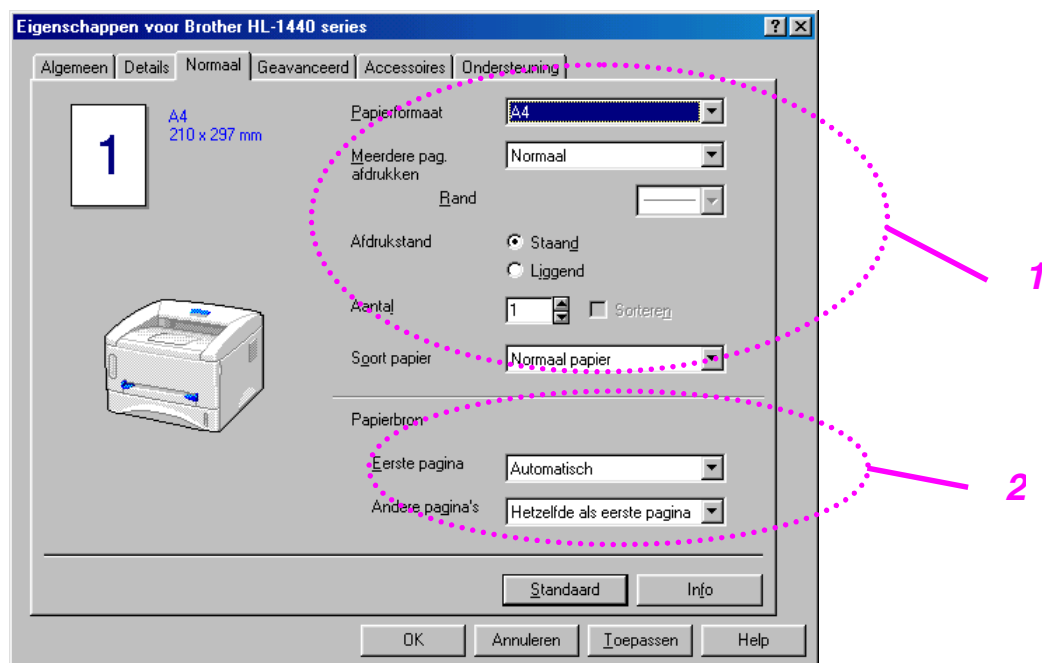 Eigenschappen voor Brother HL-1440 series
Algemeen Details Normaal Geavanceerd Accessoires Ondersteuning
1
A4
210 x 297 mm
Papierformaat A4
Meerdere pag. afdrukken Normaal
Rand
Afdrukstand Staand
Liggend
Aantal 1 Sorteren
Soort papier Normaal papier
Papierbron
Eerste pagina Automatisch
Andere pagina's Hetzelfde als eerste pagina
Standaard Info
OK Annuleren Toepassen Help
1
2